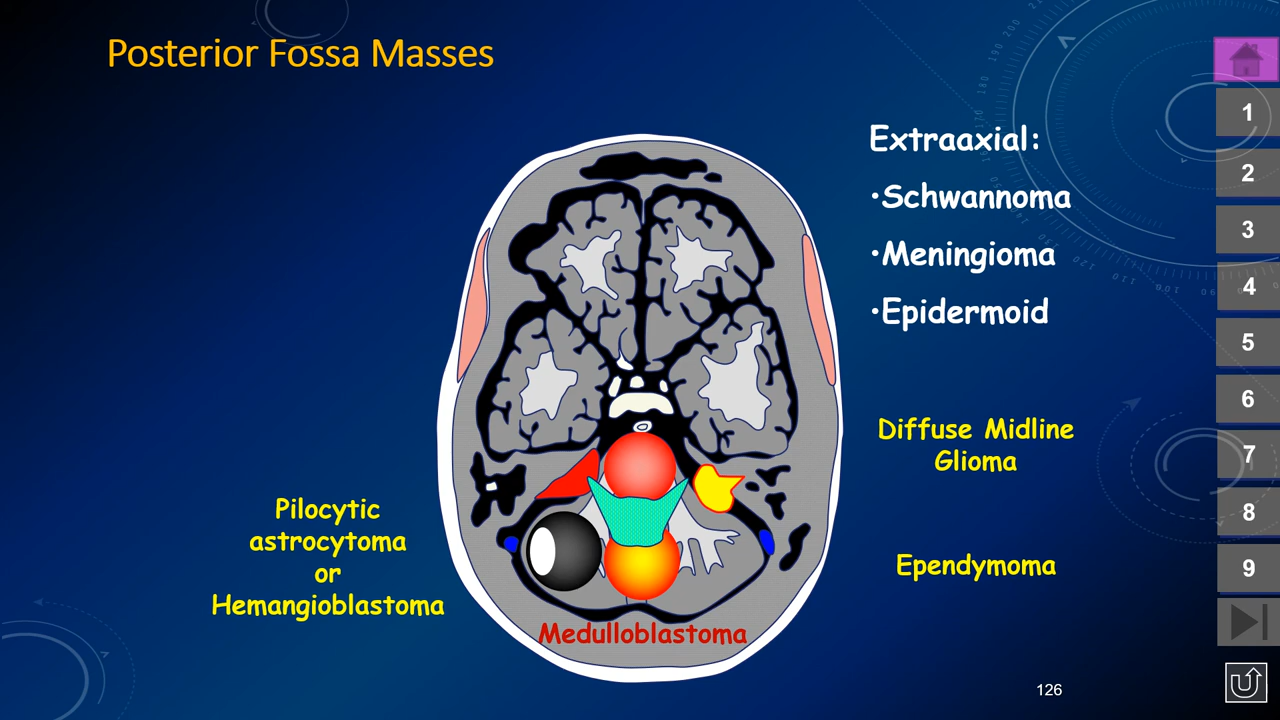 Posterior Fossa Masses
Extraaxial:
•Schwannoma
•Meningioma
•Epidermoid
Diffuse Midline
Glioma
Pilocytic
astrocytoma
or
Hemangioblastoma
Ependymoma
Medulloblastoma
126
1
2
3
4
5
6
7
8
9